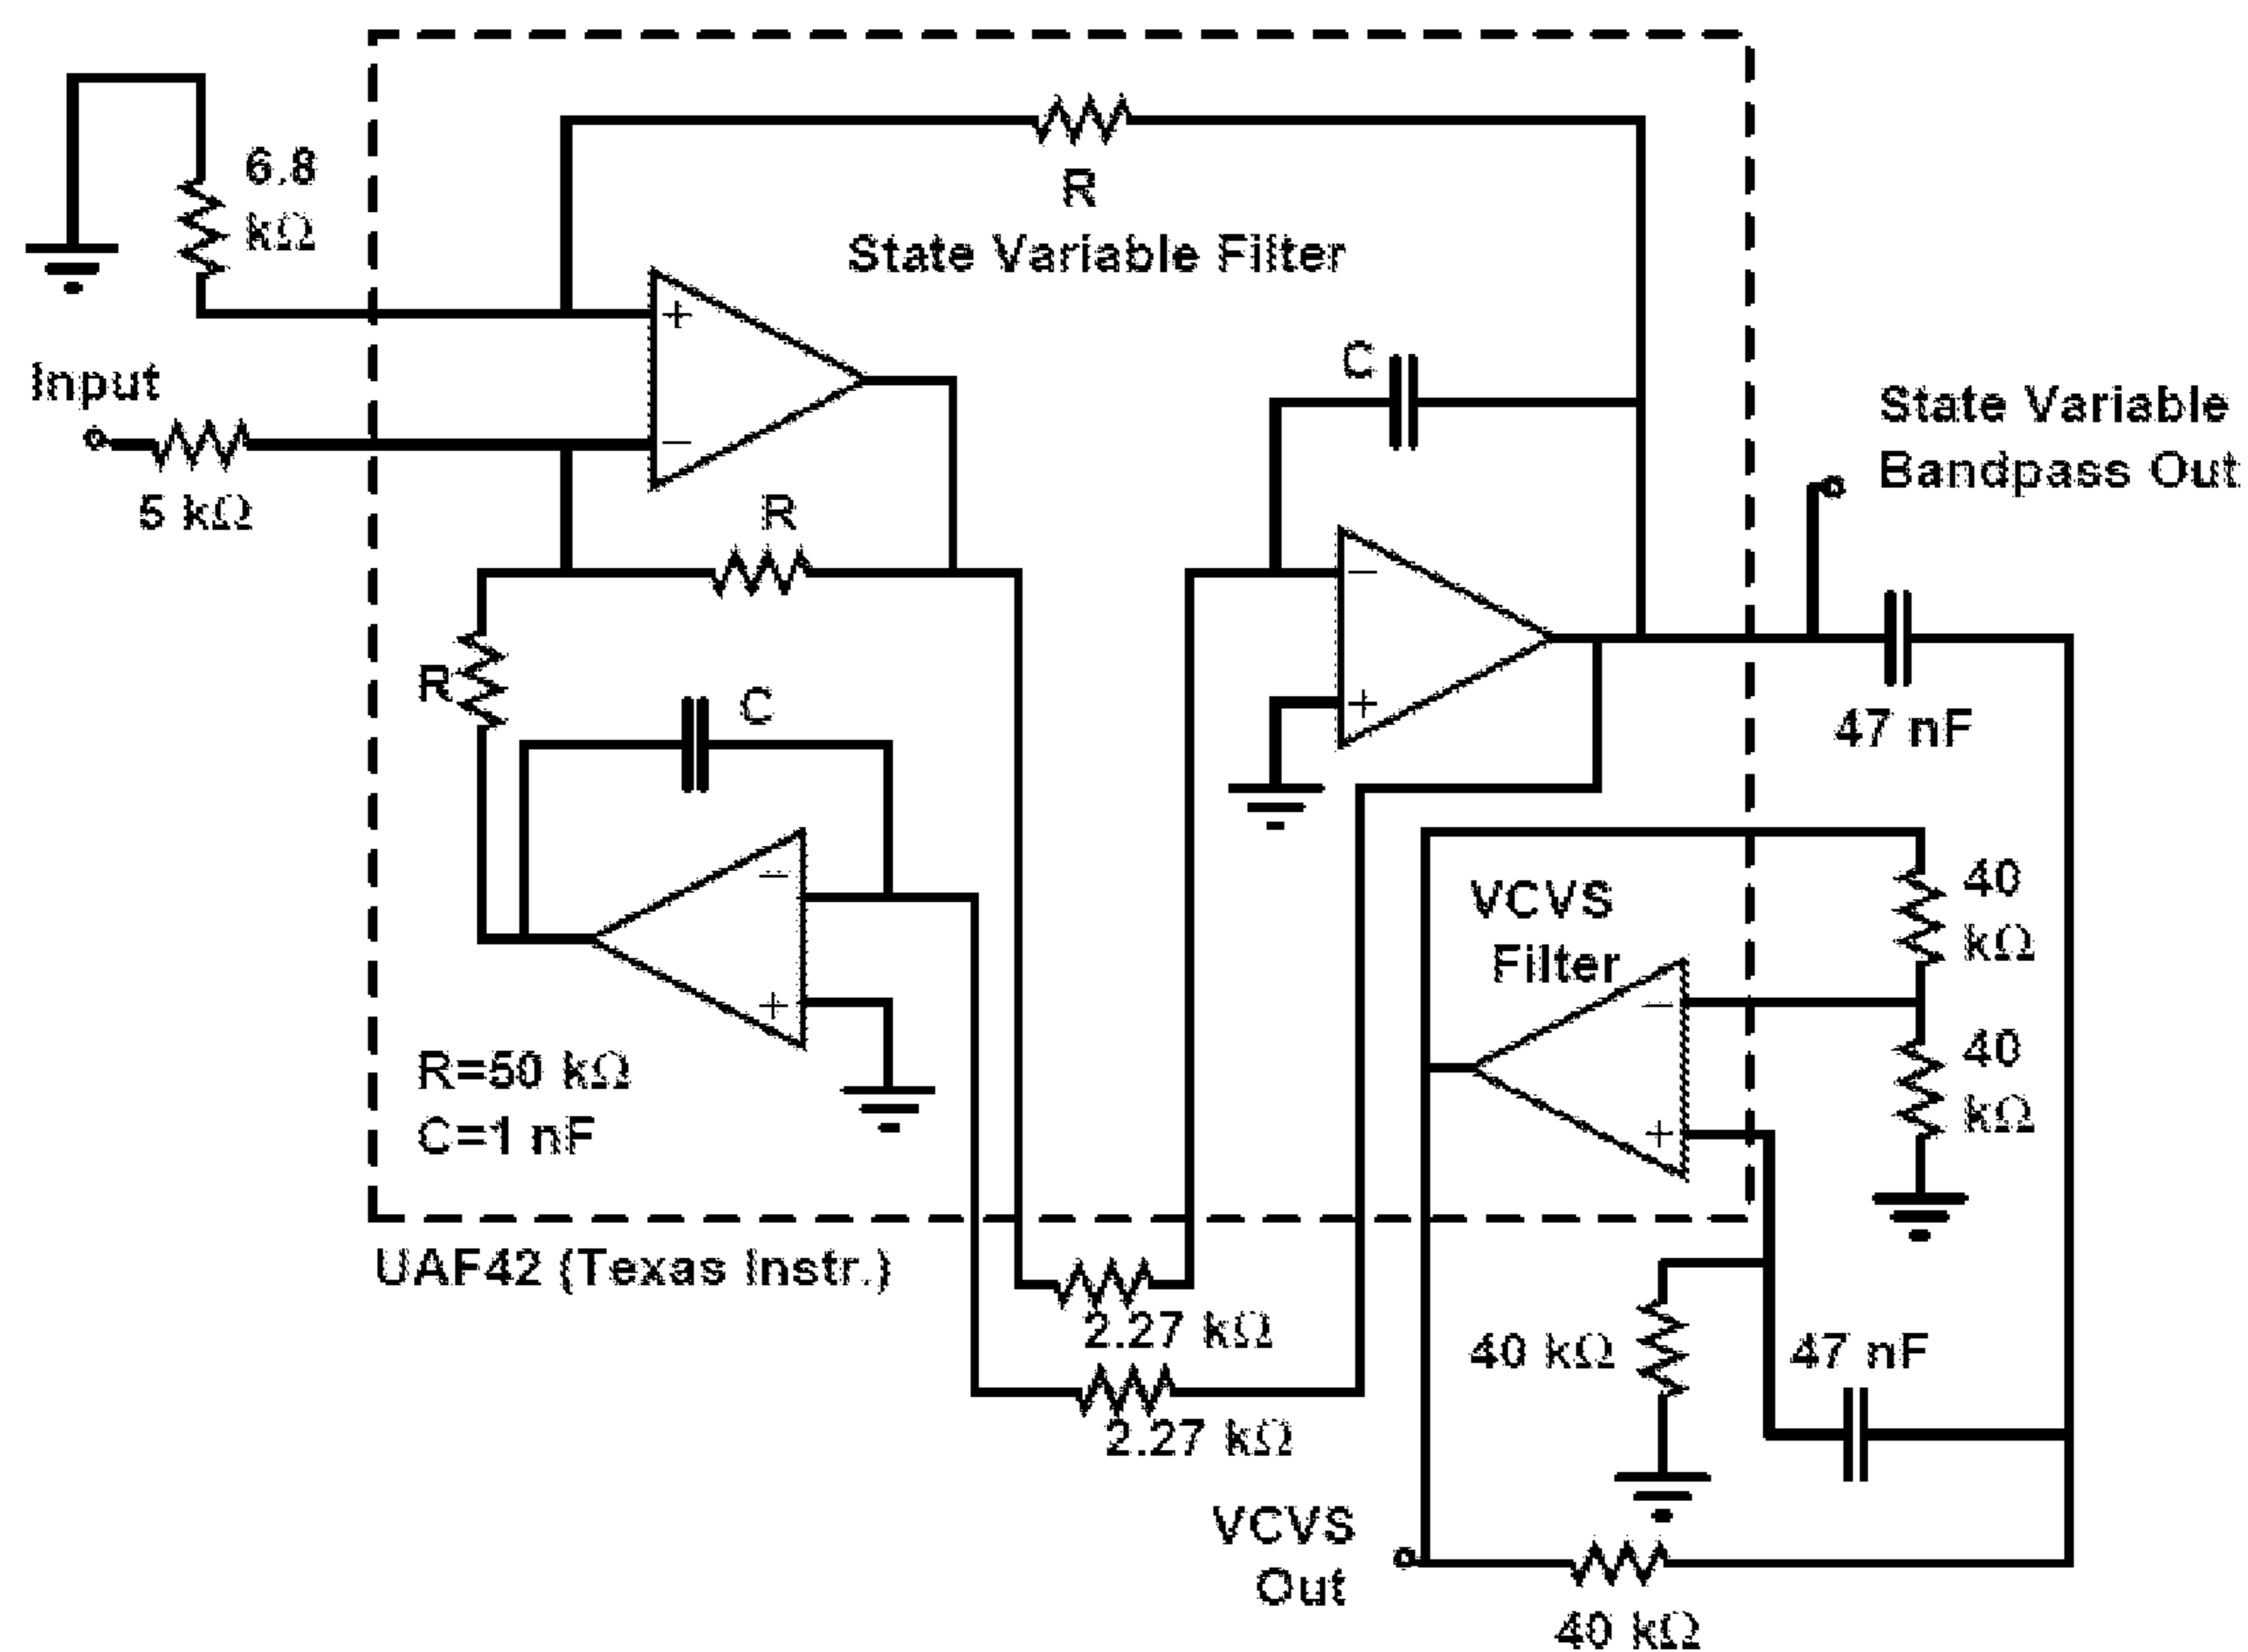 6.8
kΩ
R
State Variable Filter
+
Input
−
5 kΩ
C
State Variable
Bandpass Out
R
−
R
C
+
47 nF
−
VCVS
Filter
40
kΩ
−
+
R=50 kΩ
C=1 nF
40
kΩ
+
UAF42 (Texas Instr.)
2.27 kΩ
40 kΩ
47 nF
2.27 kΩ
VCVS
Out
40 kΩ